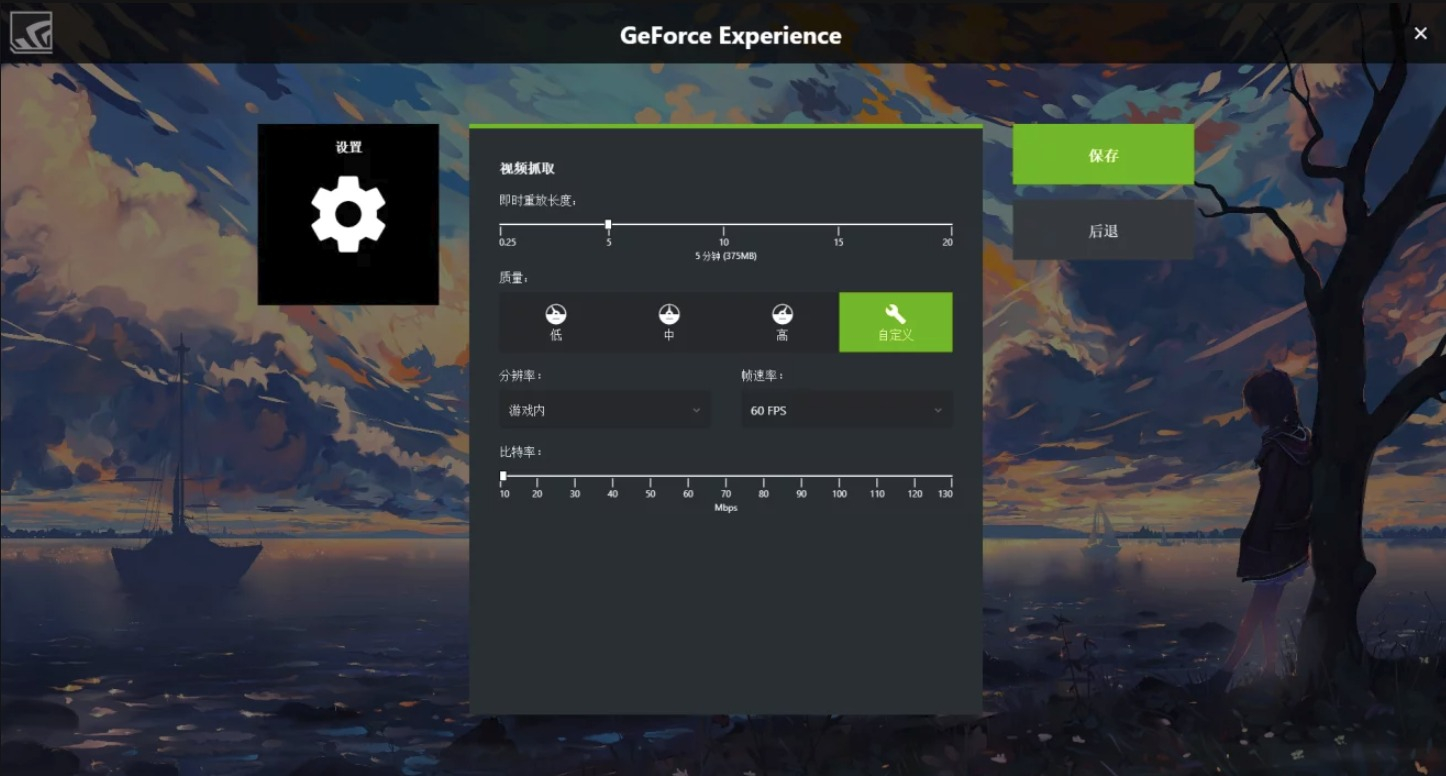 GeForce Experience
设置
视频抓取
保存
即时重放长度：
后退
0.25 5 10 15 20
5 分钟 (375MB)
质量：
低 中 高 自定义
分辨率： 帧速率：
游戏内 60 FPS
比特率：
10 20 30 40 50 60 70 80 90 100 110 120 130
Mbps